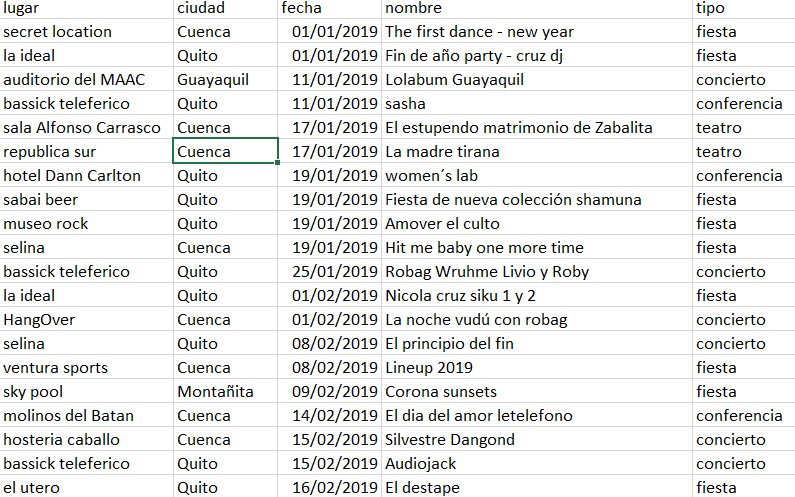 lugar ciudad fecha nombre tipo
secret location Cuenca 01/01/2019 The first dance - new year fiesta
la ideal Quito 01/01/2019 Fin de año party - cruz dj fiesta
auditorio del MAAC Guayaquil 11/01/2019 Lolabum Guayaquil concierto
bassick teleferico Quito 11/01/2019 sasha conferencia
sala Alfonso Carrasco Cuenca 17/01/2019 El estupendo matrimonio de Zabalita teatro
republica sur Cuenca 17/01/2019 La madre tirana teatro
hotel Dann Carlton Quito 19/01/2019 women´s lab conferencia
sabai beer Quito 19/01/2019 Fiesta de nueva colección shamuna fiesta
museo rock Quito 19/01/2019 Amover el culto fiesta
selina Cuenca 19/01/2019 Hit me baby one more time fiesta
bassick teleferico Quito 25/01/2019 Robag Wruhme Livio y Roby concierto
la ideal Quito 01/02/2019 Nicola cruz siku 1 y 2 fiesta
HangOver Cuenca 01/02/2019 La noche vudú con robag concierto
selina Quito 08/02/2019 El principio del fin concierto
ventura sports Cuenca 08/02/2019 Lineup 2019 fiesta
sky pool Montañita 09/02/2019 Corona sunsets fiesta
molinos del Batan Cuenca 14/02/2019 El dia del amor letelefono conferencia
hosteria caballo Cuenca 15/02/2019 Silvestre Dangond concierto
bassick teleferico Quito 15/02/2019 Audiojack concierto
el utero Quito 16/02/2019 El destape fiesta